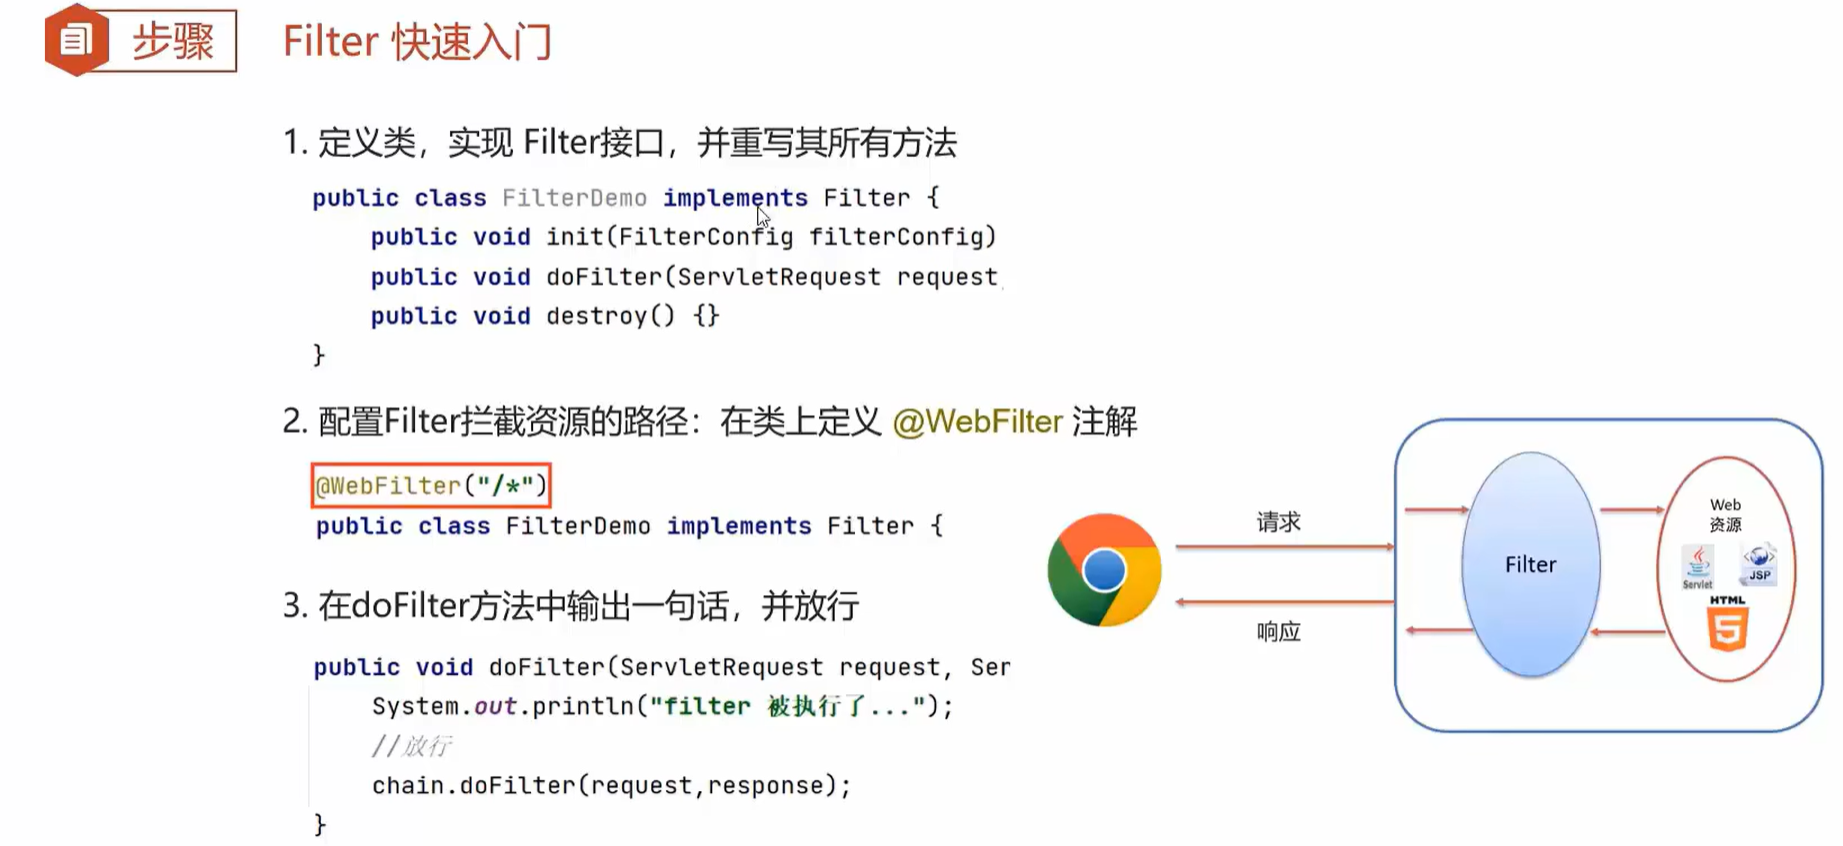 步骤
Filter 快速入门
1. 定义类，实现 Filter接口，并重写其所有方法
public class FilterDemo implements Filter {
public void init(FilterConfig filterConfig)
public void doFilter(ServletRequest request
public void destroy() {}
}
2. 配置Filter拦截资源的路径：在类上定义 @WebFilter 注解
@WebFilter("/*")
public class FilterDemo implements Filter {
3. 在doFilter方法中输出一句话，并放行
public void doFilter(ServletRequest request, Ser
System.out.println("filter 被执行了...");
//放行
chain.doFilter(request,response);
}
请求
响应
Filter
Web
资源
Servlet
JSP
HTML
5